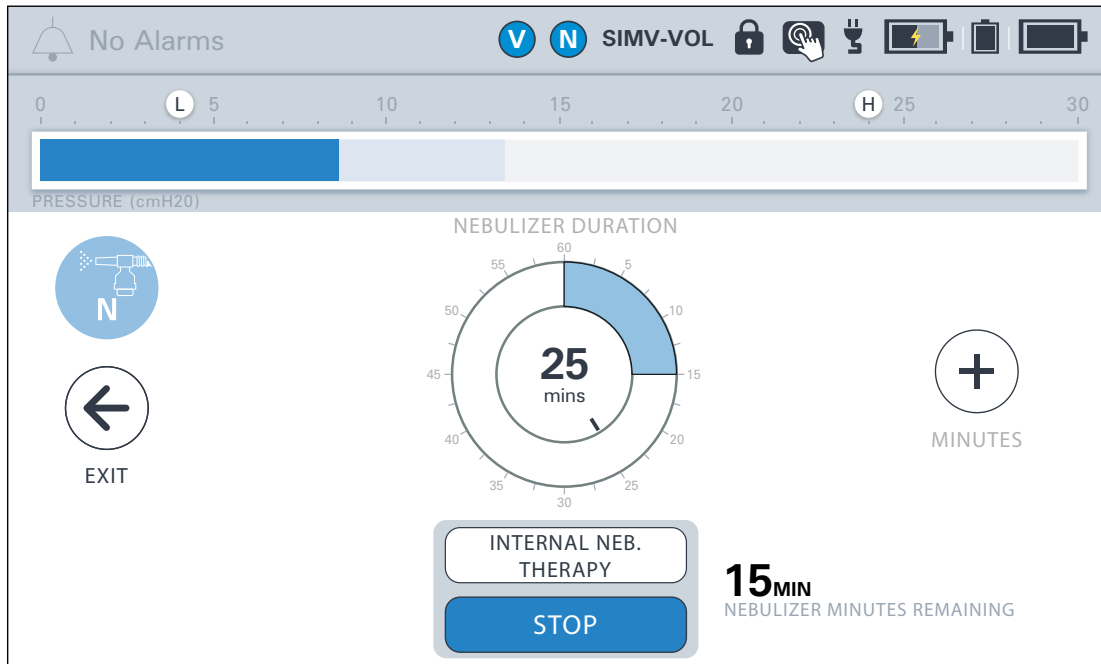 No Alarms
V N SIMV-VOL
0 L 5 10 15 20 H 25 30
PRESSURE (cmH20)
NEBULIZER DURATION
60
55 5
N
50 10
25
45 15
mins
40 20
MINUTES
EXIT
35 25
30
INTERNAL NEB.
THERAPY
15MIN
NEBULIZER MINUTES REMAINING
STOP